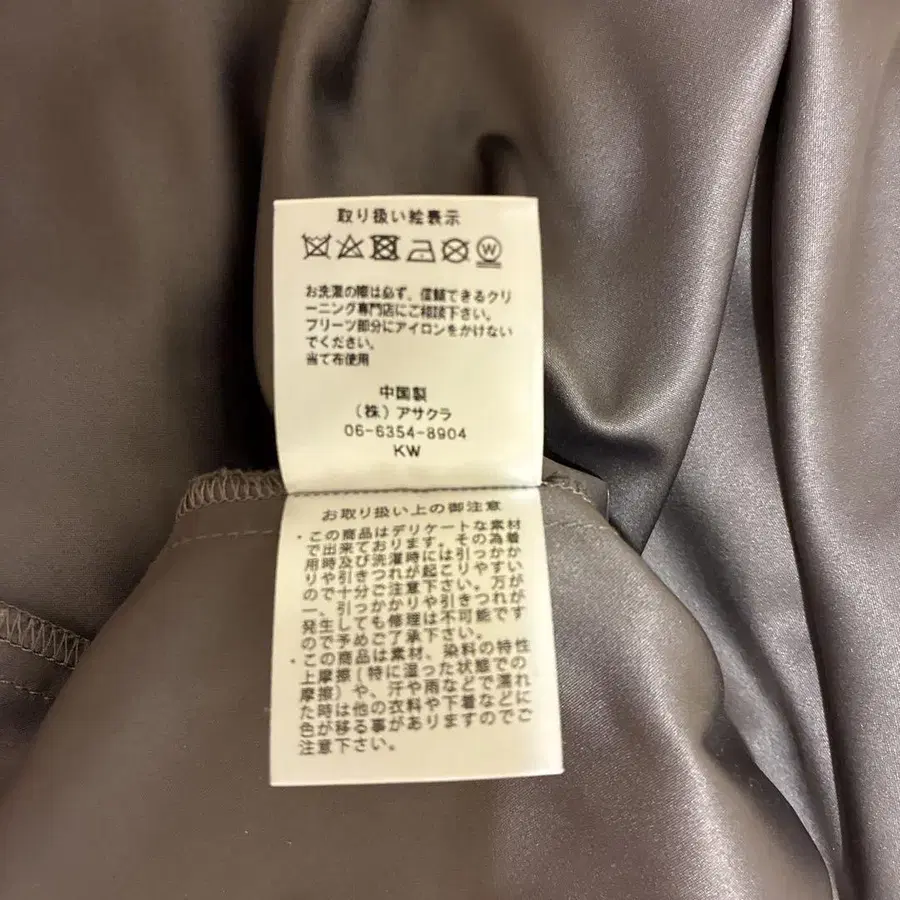 取り扱い絵表示
W
お洗濯の際は必ず、信頼できるクリ
ーニング専門店にご相談下さい。
プリーツ部分にアイロンをかけない
でください。
当て布使用
中国製
(株)アサクラ
06-6354-8904
KW
お取り扱い上の御注意
・この商品はデリケートな素材
で出来ております。その為着
用時及び洗濯時には引っかか
りや引きつれが起こりやすい
ので十分ご注意下さい。万が
一、引っかかりや引きつれが
発生しても修理は不可能です
ので予めご了承下さい。
・この商品は素材、染料の特性
上摩擦(特に湿った状態での
摩擦)や、汗や雨などで濡れ
た時は他の衣料や下着などに
色が移る事がありますのでご
注意下さい。